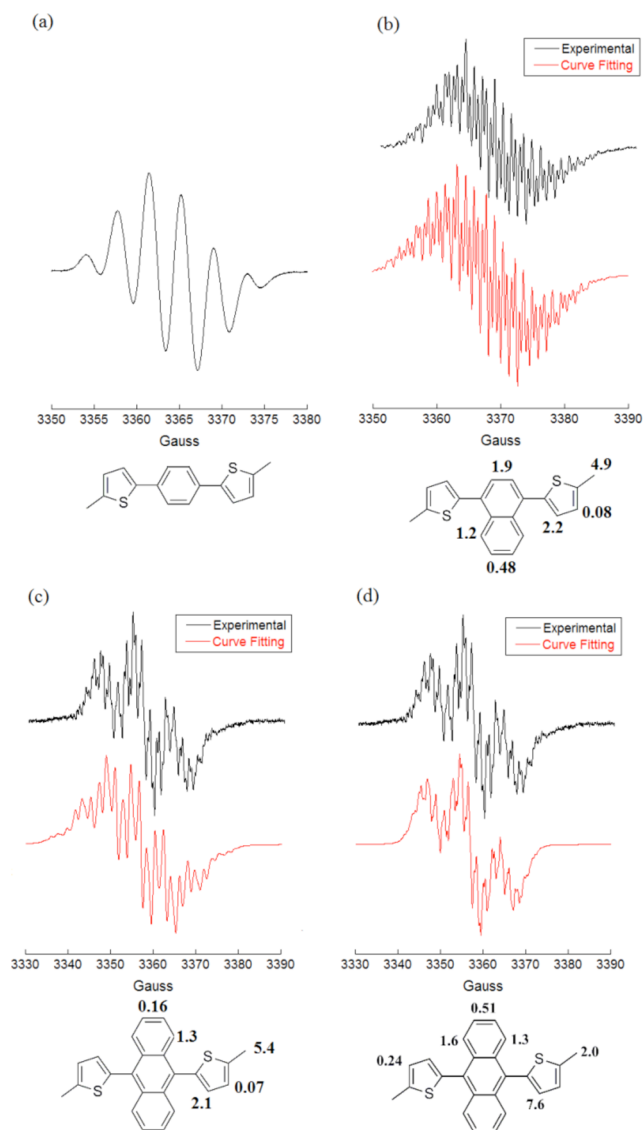 (a)
(b)
Experimental
Curve Fitting
3350 3355 3360 3365 3370 3375 3380
Gauss
3350 3360 3370 3380 3390
Gauss
S
S
1.9
4.9
S
S
0.08
1.2
2.2
0.48
(c)
(d)
Experimental
Curve Fitting
Experimental
Curve Fitting
3330 3340 3350 3360 3370 3380 3390
Gauss
3330 3340 3350 3360 3370 3380 3390
Gauss
0.16
1.3
5.4
S
S
0.07
2.1
0.51
1.6
1.3
2.0
0.24
S
S
7.6